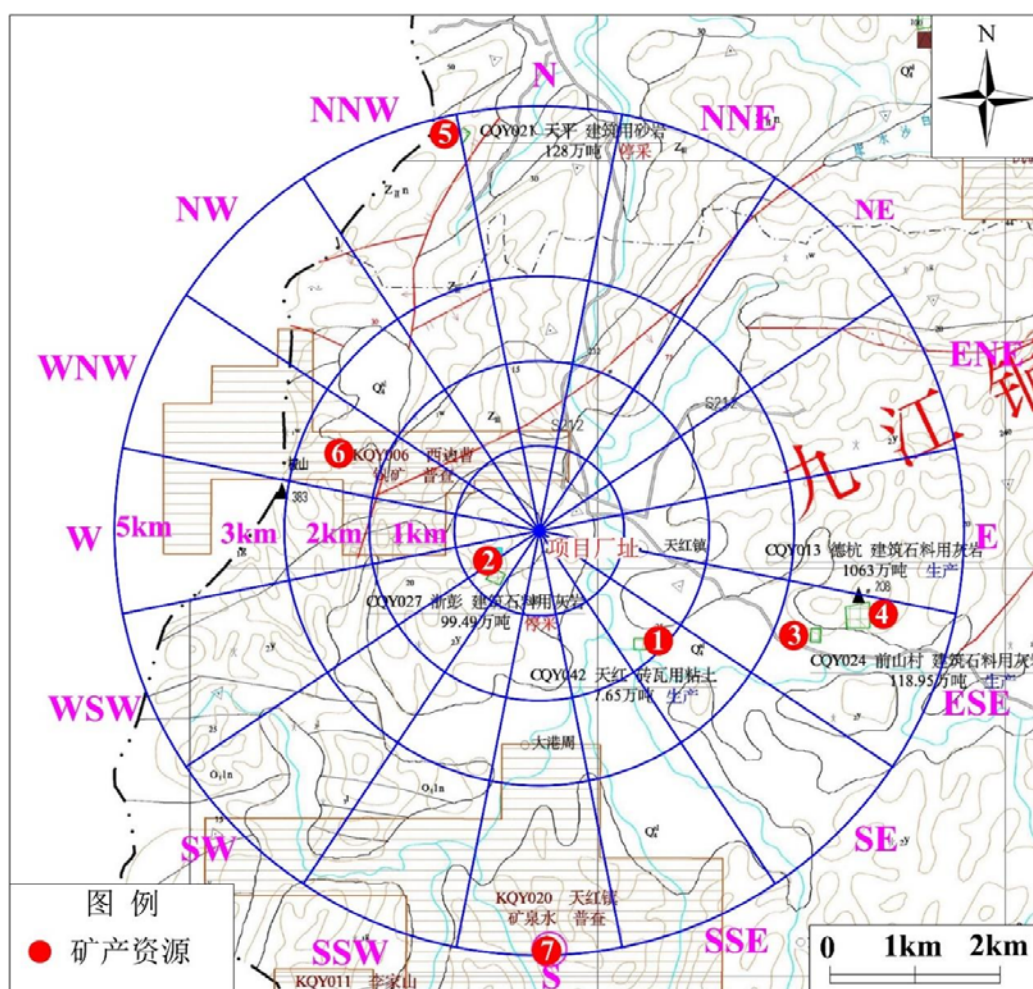 N
N
NNW
NNE
⑤
CQY021 天平 建筑用砂岩
128万吨 停采
NW
NE
WNW
ENE
九江
S212
S212
⑥
KQY006 西边曹
铁矿 普查
383
W
5km
3km
2km
1km
项目厂址
天红镇
E
CQY013 德杭 建筑石料用灰岩
1063万吨 生产
208
②
CQY027 浙彭 建筑石料用灰岩
99.49万吨 停采
①
③
④
CQY042 天红 砖瓦用粘土
7.65万吨 生产
CQY024 前山村 建筑石料用灰岩
118.95万吨 生产
WSW
ESE
大港周
SW
SE
KQY020 天红镇
矿泉水 普查
⑦
SSW
S
SSE
KQY011 李家山
图 例
矿产资源
0 1km 2km